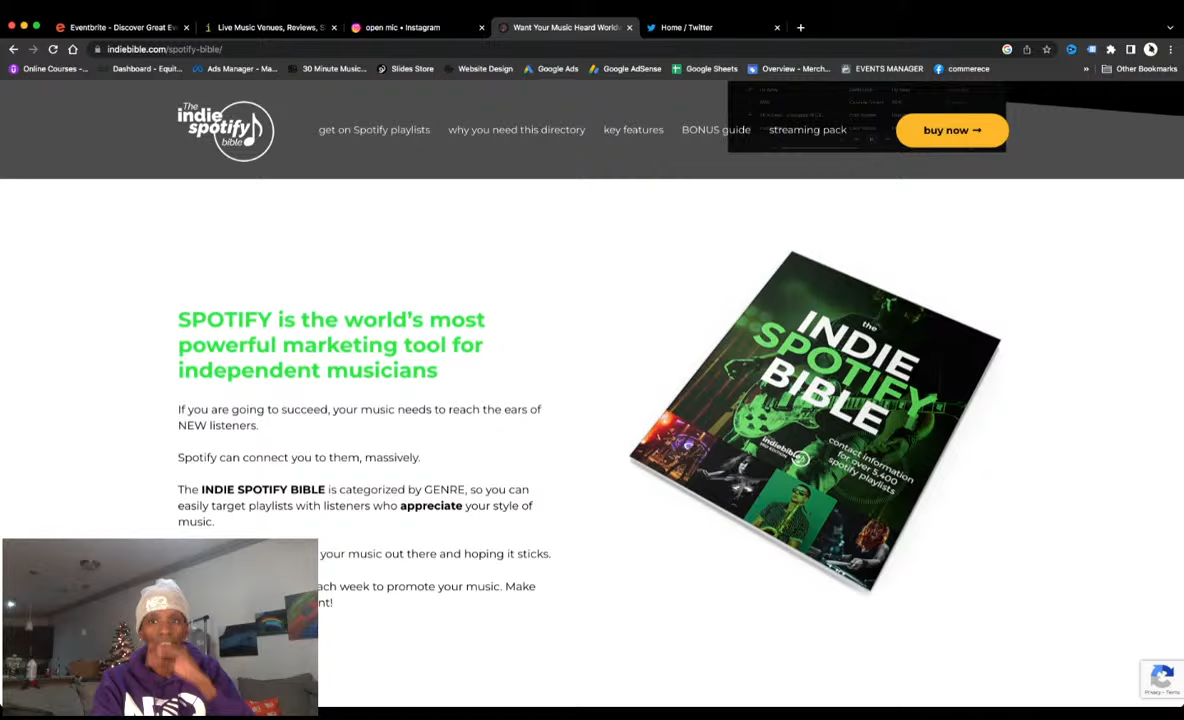 Eventbrite - Discover Great Ev
Live Music Venues, Reviews, S
open mic • Instagram
Want Your Music Heard World
Home / Twitter
indiebible.com/spotify-bible/
Online Courses -...
Dashboard - Equit...
Ads Manager - Ma...
30 Minute Music...
Slides Store
Website Design
Google Ads
Google AdSense
Google Sheets
Overview - Merch...
EVENTS MANAGER
commerece
Other Bookmarks
The
indie
spotify
bible
get on Spotify playlists
why you need this directory
key features
BONUS guide
streaming pack
buy now →
SPOTIFY is the world's most
powerful marketing tool for
independent musicians
If you are going to succeed, your music needs to reach the ears of
NEW listeners.
Spotify can connect you to them, massively.
The INDIE SPOTIFY BIBLE is categorized by GENRE, so you can
easily target playlists with listeners who appreciate your style of
music.
your music out there and hoping it sticks.
ach week to promote your music. Make
nt!
the
INDIE
SPOTIFY
BIBLE
indiebible
contact information
for over 5,400
spotify playlists
Privacy - Terms